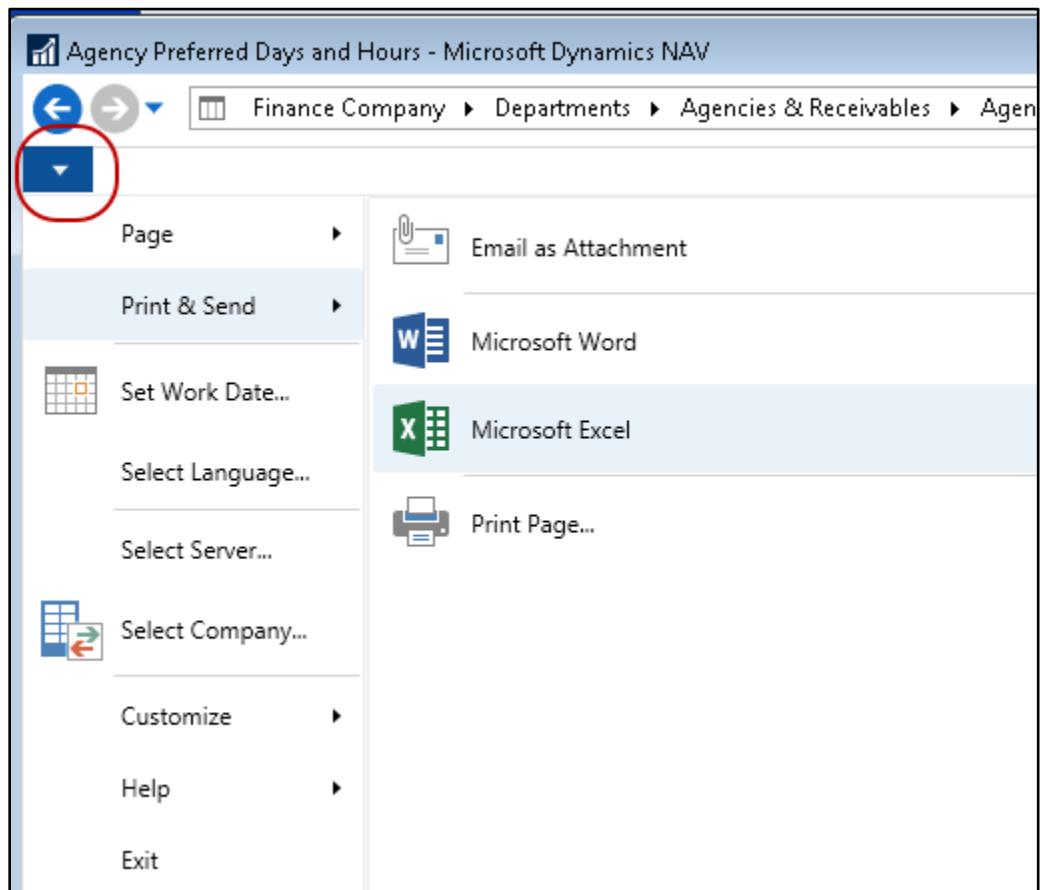 Agency Preferred Days and Hours - Microsoft Dynamics NAV
Finance Company ▸ Departments ▸ Agencies & Receivables ▸ Agen
Page
Print & Send
Set Work Date...
Select Language...
Select Server...
Select Company...
Customize
Help
Exit
Email as Attachment
Microsoft Word
Microsoft Excel
Print Page...